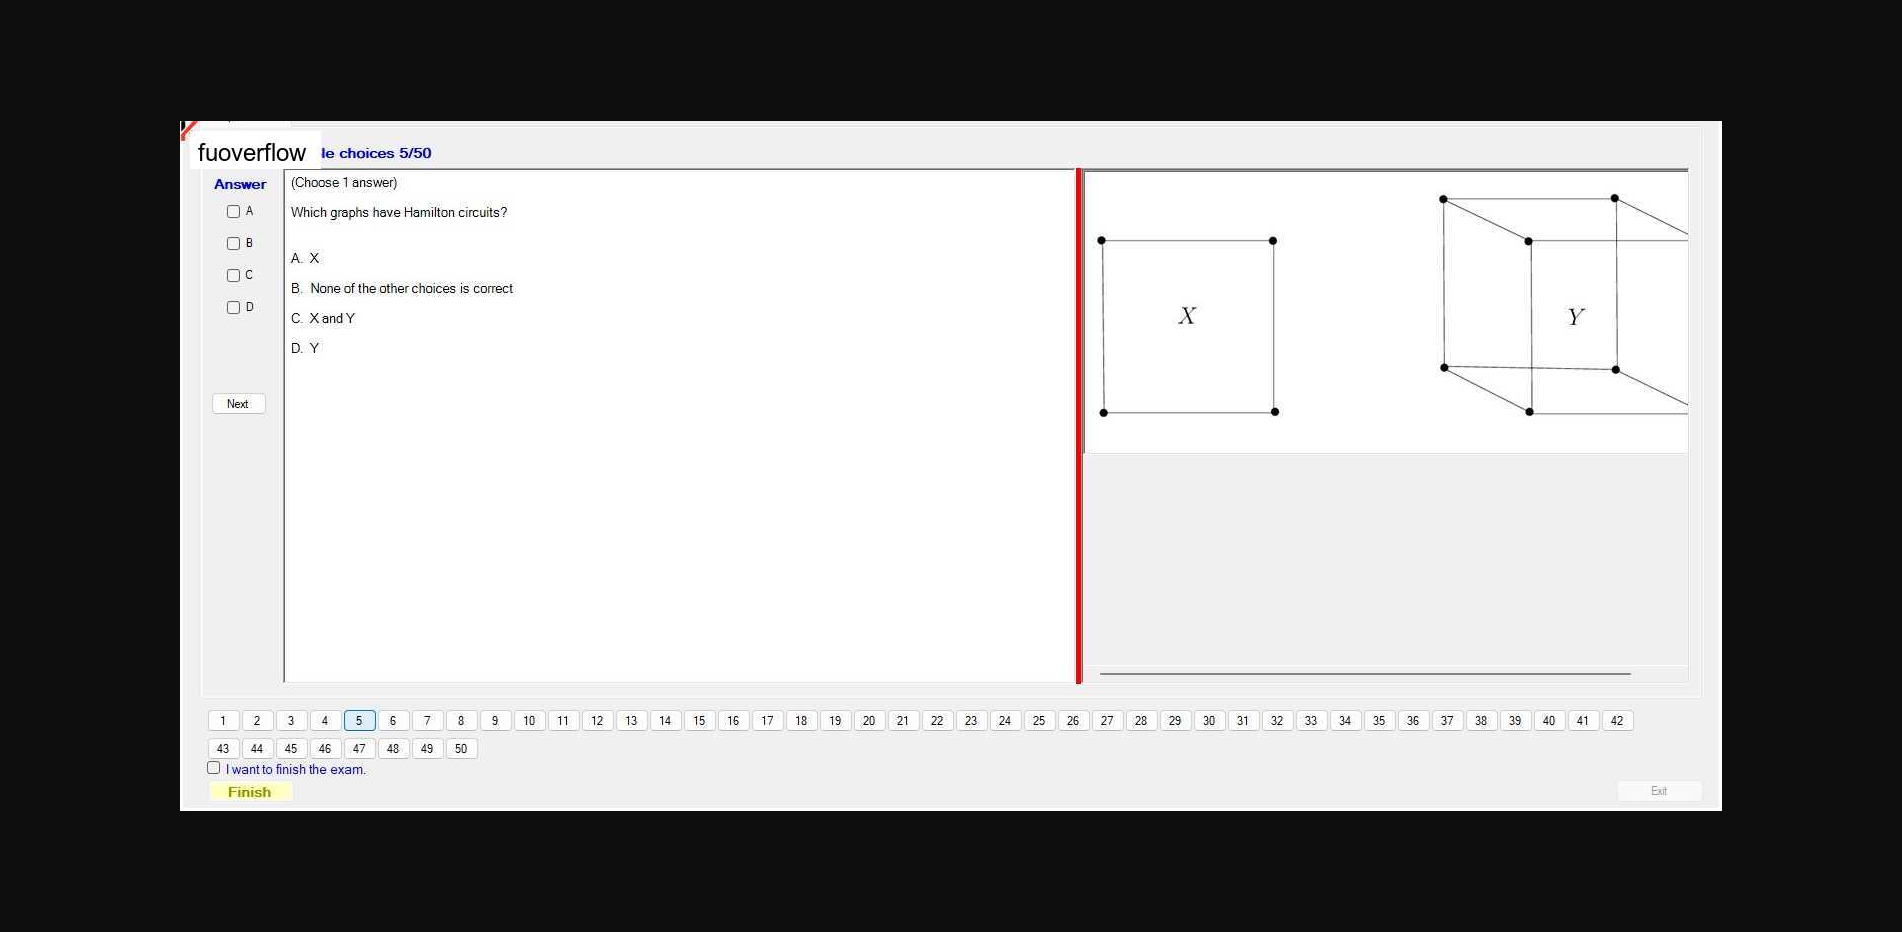 fuoverflow
le choices 5/50
Answer
A
B
C
D
Next
(Choose 1 answer)
Which graphs have Hamilton circuits?
A. X
B. None of the other choices is correct
C. X and Y
D. Y
X
Y
1 2 3 4 5 6 7 8 9 10 11 12 13 14 15 16 17 18 19 20 21 22 23 24 25 26 27 28 29 30 31 32 33 34 35 36 37 38 39 40 41 42
43 44 45 46 47 48 49 50
I want to finish the exam.
Finish
Exit